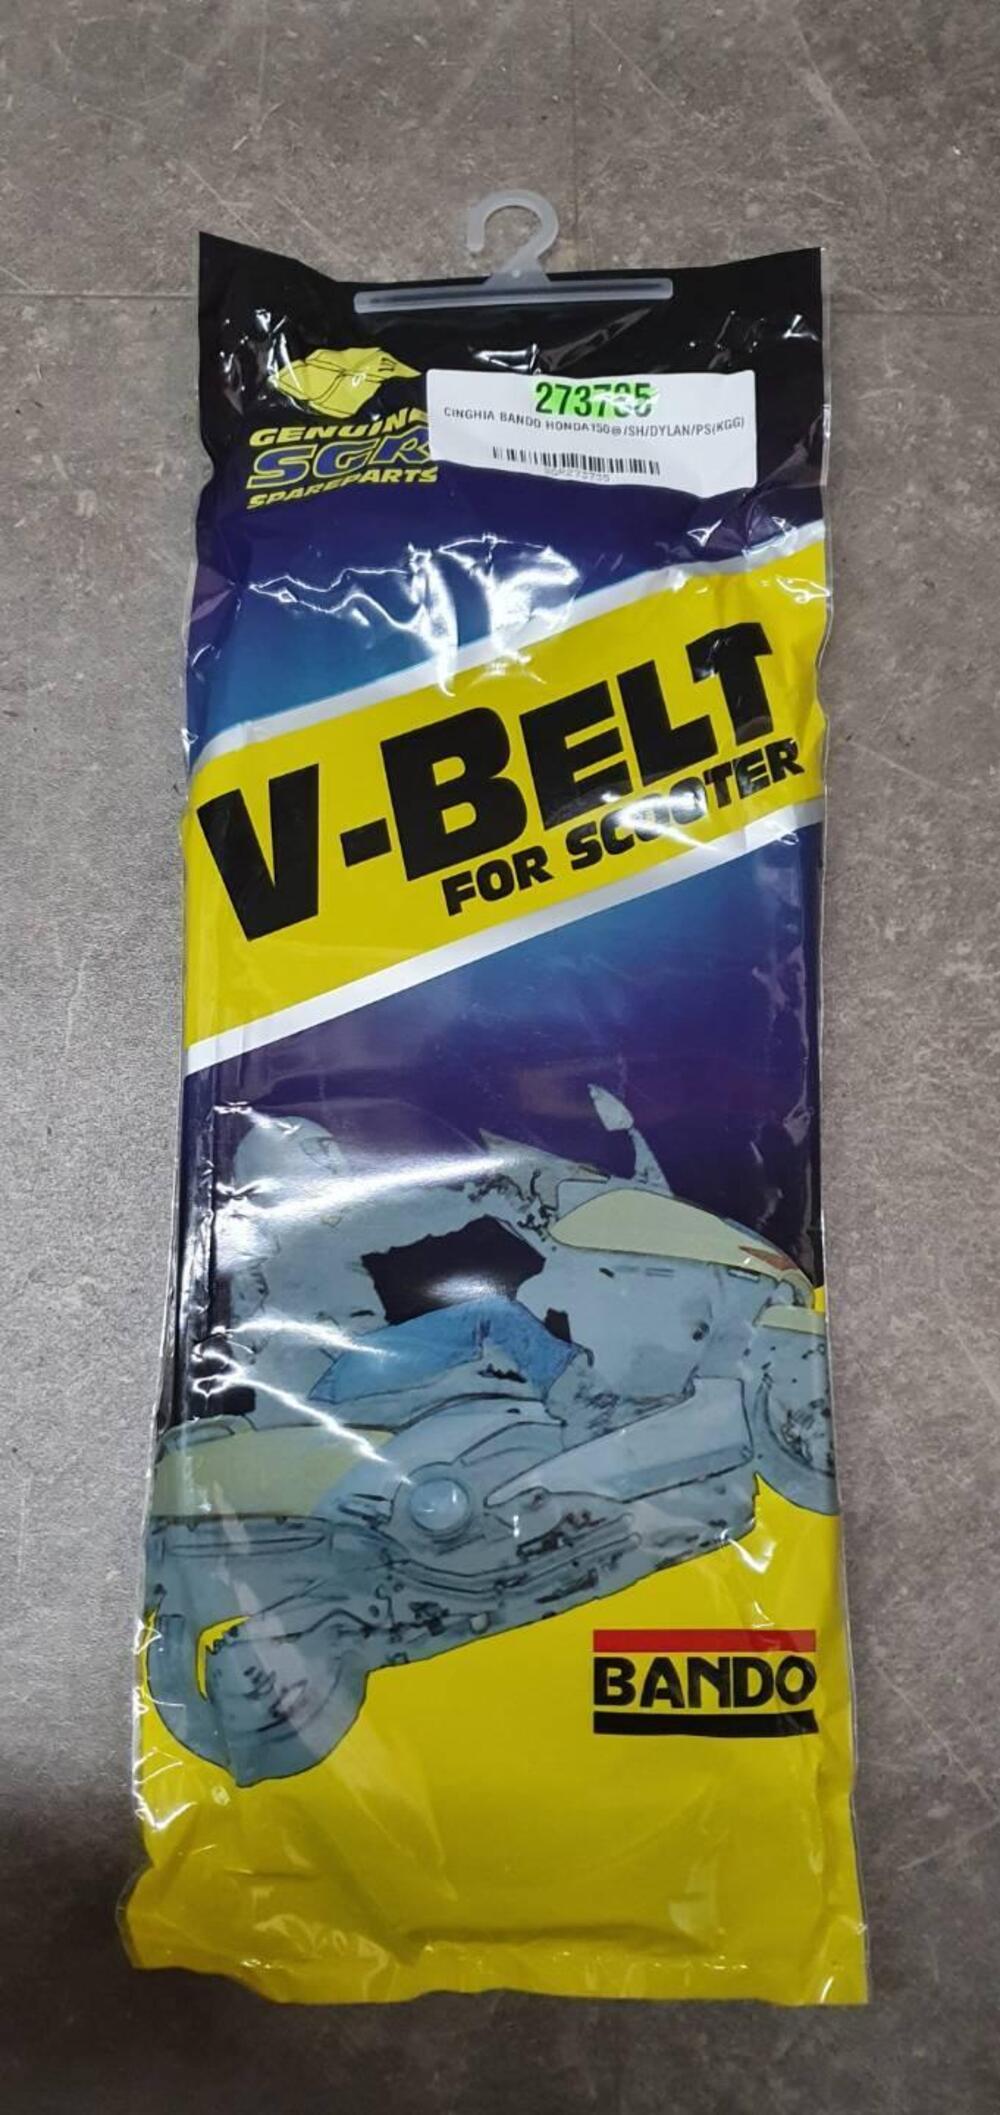 273735
CINGHIA BANDO HONDA150@/SH/DYLAN/PS(KGG)
GENUINE
SGR
SPAREPARTS
V-BELT
FOR SCOOTER
BANDO